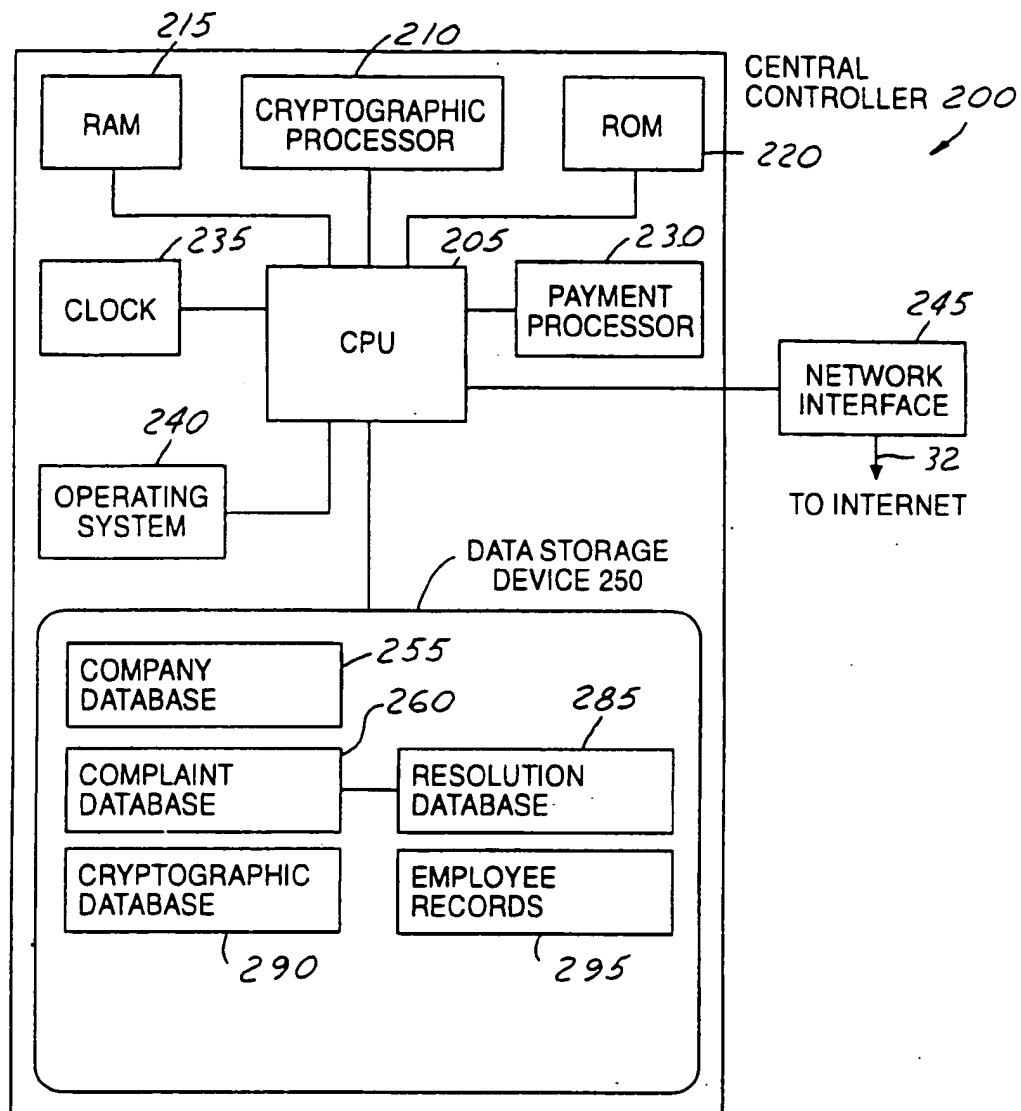 215
210
RAM
CRYPTOGRAPHIC
PROCESSOR
ROM
220
CENTRAL
CONTROLLER 200
235
CLOCK
205
CPU
230
PAYMENT
PROCESSOR
245
NETWORK
INTERFACE
32
TO INTERNET
240
OPERATING
SYSTEM
DATA STORAGE
DEVICE 250
COMPANY
DATABASE
255
COMPLAINT
DATABASE
260
285
RESOLUTION
DATABASE
CRYPTOGRAPHIC
DATABASE
290
EMPLOYEE
RECORDS
295